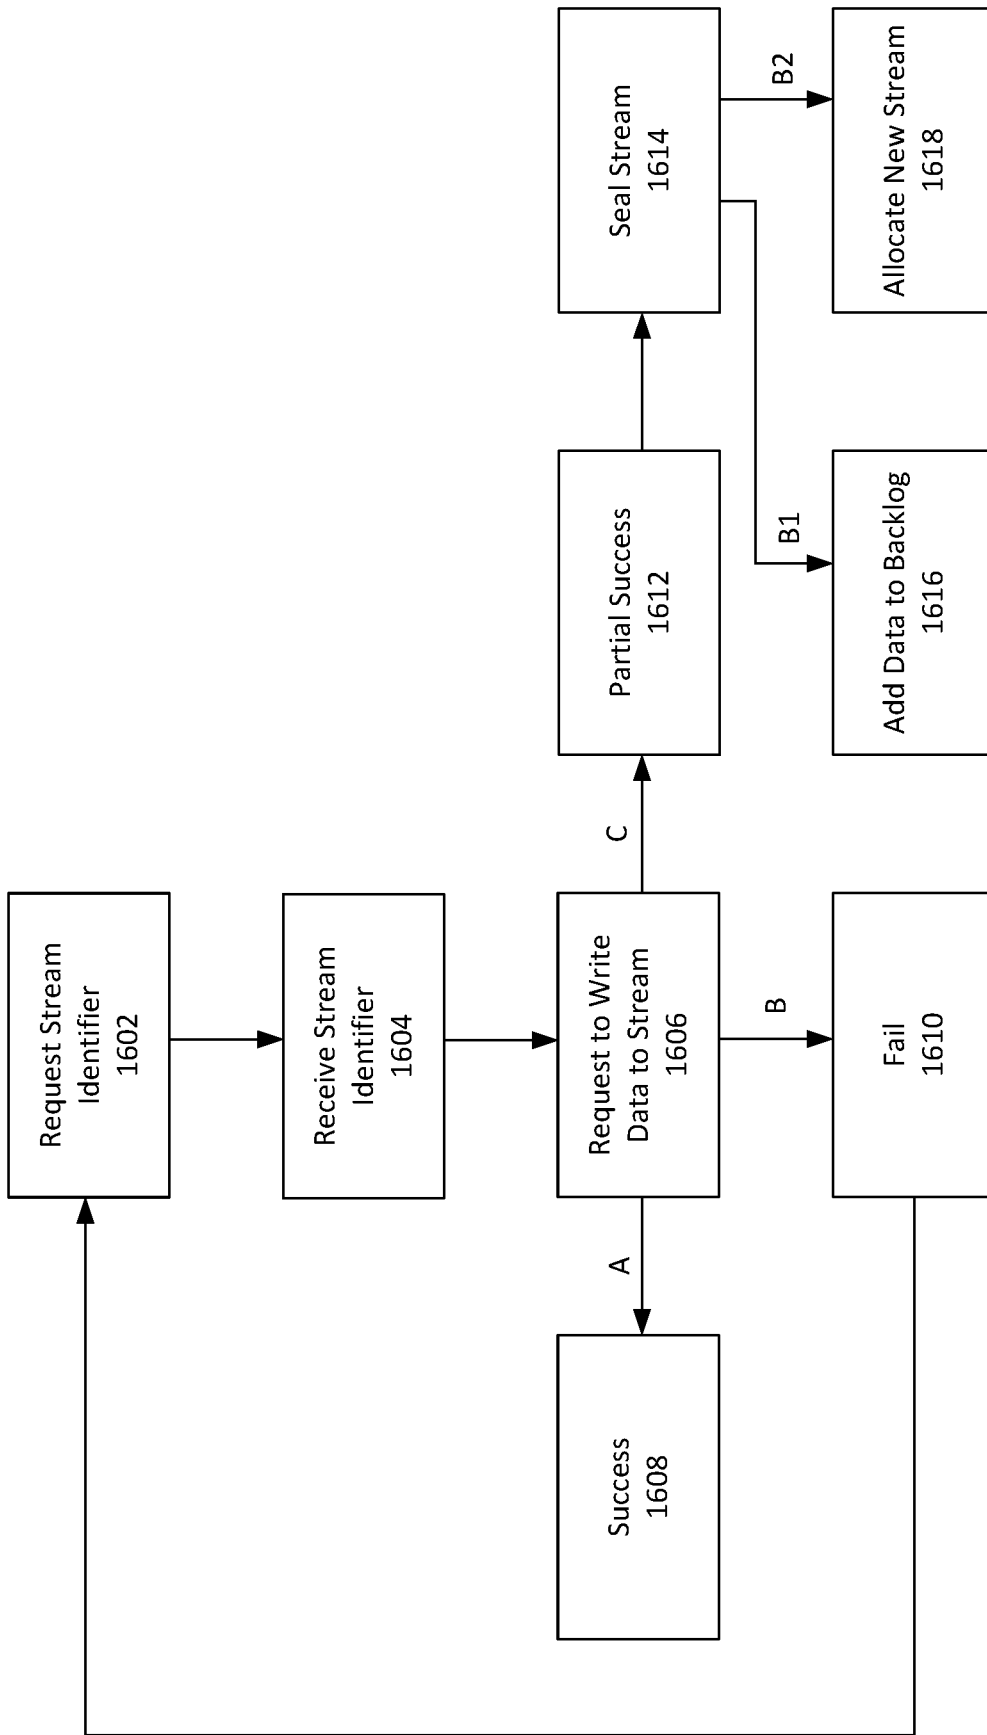 Request Stream
Identifier
1602
Receive Stream
Identifier
1604
A
Request to Write
Data to Stream
1606
C
Success
1608
Partial Success
1612
Seal Stream
1614
B
B1
B2
Fail
1610
Add Data to Backlog
1616
Allocate New Stream
1618